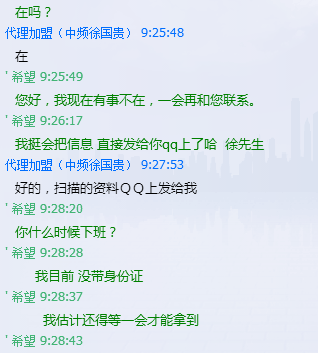 在吗？
代理加盟（中频徐国贵） 9:25:48
在
' 希望 9:25:49
您好，我现在有事不在，一会再和您联系。
' 希望 9:26:17
我挺会把信息 直接发给你qq上了哈  徐先生
代理加盟（中频徐国贵） 9:27:53
好的，扫描的资料ＱＱ上发给我
' 希望 9:28:20
你什么时候下班？
' 希望 9:28:28
我目前 没带身份证
' 希望 9:28:37
我估计还得等一会才能拿到
' 希望 9:28:43